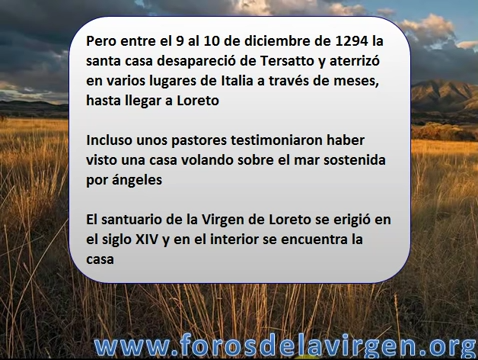 Pero entre el 9 al 10 de diciembre de 1294 la
santa casa desapareció de Tersatto y aterrizó
en varios lugares de Italia a través de meses,
hasta llegar a Loreto
Incluso unos pastores testimoniaron haber
visto una casa volando sobre el mar sostenida
por ángeles
El santuario de la Virgen de Loreto se erigió en
el siglo XIV y en el interior se encuentra la
casa
www.forosdelavirgen.org